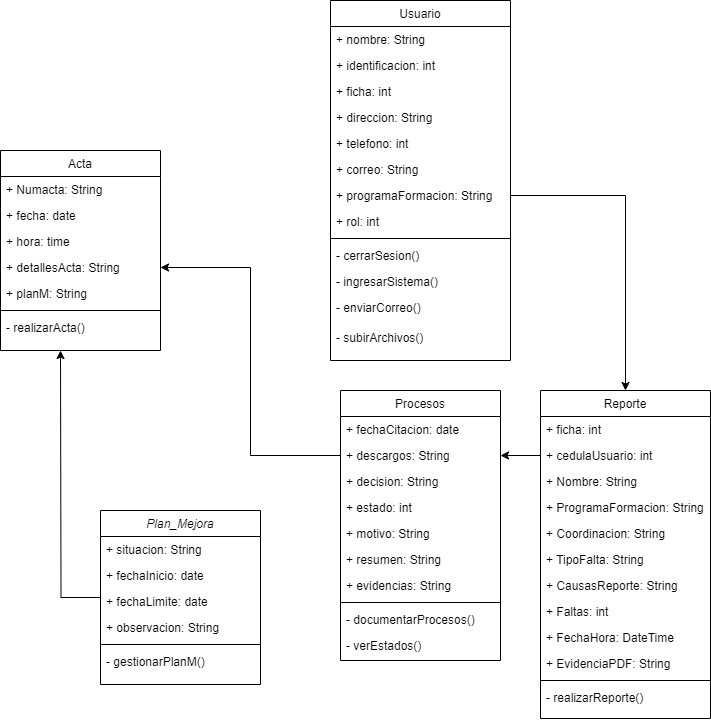 Usuario
+ nombre: String
+ identificacion: int
+ ficha: int
+ direccion: String
+ telefono: int
+ correo: String
+ programaFormacion: String
+ rol: int
- cerrarSesion()
- ingresarSistema()
- enviarCorreo()
- subirArchivos()
Acta
+ Numacta: String
+ fecha: date
+ hora: time
+ detallesActa: String
+ planM: String
- realizarActa()
Procesos
+ fechaCitacion: date
+ descargos: String
+ decision: String
+ estado: int
+ motivo: String
+ resumen: String
+ evidencias: String
- documentarProcesos()
- verEstados()
Reporte
+ ficha: int
+ cedulaUsuario: int
+ Nombre: String
+ ProgramaFormacion: String
+ Coordinacion: String
+ TipoFalta: String
+ CausasReporte: String
+ Faltas: int
+ FechaHora: DateTime
+ EvidenciaPDF: String
- realizarReporte()
Plan_Mejora
+ situacion: String
+ fechaInicio: date
+ fechaLimite: date
+ observacion: String
- gestionarPlanM()